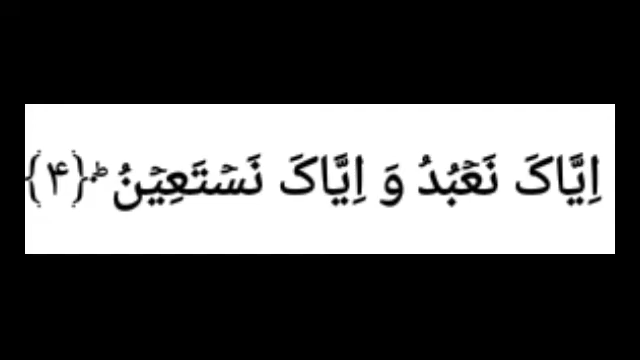 اِیَّاکَ نَعۡبُدُ وَ اِیَّاکَ نَسۡتَعِیۡنُ ؕ﴿۴﴾